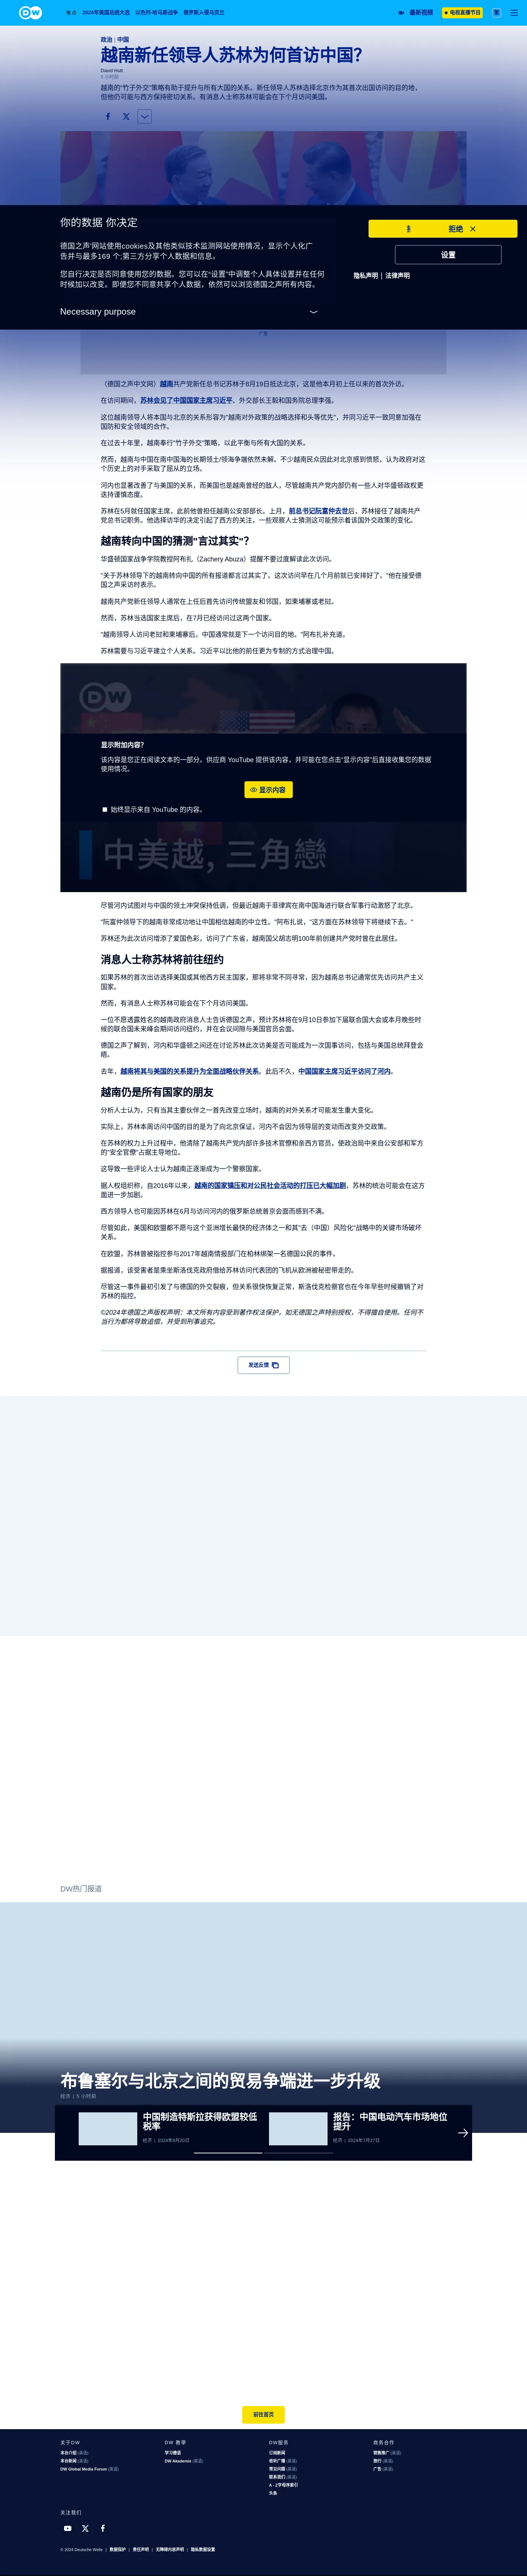 DW
焦点
2024年美国总统大选
以色列-哈马斯战争
俄罗斯入侵乌克兰
最新视频
电视直播节目
繁
政治 | 中国
越南新任领导人苏林为何首访中国?
David Hutt
5 小时前
越南的"竹子外交"策略有助于提升与所有大国的关系。新任领导人苏林选择北京作为其首次出国访问的目的地，
但他仍可能与西方保持密切关系。有消息人士称苏林可能会在下个月访问美国。
你的数据 你决定
德国之声'网站使用cookies及其他类似技术监测网站使用情况，显示个人化广
告并与最多169 个;第三方分享个人数据和信息，
您自行决定是否同意使用您的数据。您可以在"设置"中调整个人具体设置并在任何
时候加以改变。即便您不同意共享个人数据，依然可以浏览德国之声所有内容。
Necessary purpose
拒绝
设置
隐私声明 | 法律声明
广告
（德国之声中文网）越南共产党新任总书记苏林于8月19日抵达北京，这是他本月初上任以来的首次外访。
在访问期间，苏林会见了中国国家主席习近平、外交部长王毅和国务院总理李强。
这位越南领导人将本国与北京的关系形容为"越南对外政策的战略选择和头等优先"，并同习近平一致同意加强在
国防和安全领域的合作。
在过去十年里，越南奉行"竹子外交"策略，以此平衡与所有大国的关系。
然而，越南与中国在南中国海的长期领土/领海争端依然未解。不少越南民众因此对北京感到愤怒，认为政府对这
个历史上的对手采取了屈从的立场。
河内也显著改善了与美国的关系，而美国也是越南曾经的敌人，尽管越南共产党内部仍有一些人对华盛顿政权更
迭持谨慎态度。
苏林在5月就任国家主席，此前他曾担任越南公安部部长。上月，前总书记阮富仲去世后，苏林接任了越南共产
党总书记职务。他选择访华的决定引起了西方的关注，一些观察人士猜测这可能预示着该国外交政策的变化。
越南转向中国的猜测"言过其实"?
华盛顿国家战争学院教授阿布扎（Zachery Abuza）提醒不要过度解读此次访问。
"关于苏林领导下的越南转向中国的所有报道都言过其实了。这次访问早在几个月前就已安排好了。"他在接受德
国之声采访时表示。
越南共产党新任领导人通常在上任后首先访问传统盟友和邻国，如柬埔寨或老挝。
然而，苏林当选国家主席后，在7月已经访问过这两个国家。
"越南领导人访问老挝和柬埔寨后，中国通常就是下一个访问目的地。"阿布扎补充道。
苏林需要与习近平建立个人关系。习近平以比他的前任更为专制的方式治理中国。
DW
显示附加内容?
该内容是您正在阅读文本的一部分。供应商 YouTube 提供该内容，并可能在您点击"显示内容"后直接收集您的数据
使用情况。
显示内容
始终显示来自 YouTube 的内容。
中美越, 三角戀
尽管河内试图对与中国的领土冲突保持低调，但最近越南于菲律宾在南中国海进行联合军事行动激怒了北京。
"阮富仲领导下的越南非常成功地让中国相信越南的中立性。"阿布扎说，"这方面在苏林领导下将继续下去。"
苏林还为此次访问增添了爱国色彩，访问了广东省，越南国父胡志明100年前创建共产党时曾在此居住。
消息人士称苏林将前往纽约
如果苏林的首次出访选择美国或其他西方民主国家，那将非常不同寻常，因为越南总书记通常优先访问共产主义
国家。
然而，有消息人士称苏林可能会在下个月访问美国。
一位不愿透露姓名的越南政府消息人士告诉德国之声，预计苏林将在9月10日参加下届联合国大会或本月晚些时
候的联合国未来峰会期间访问纽约，并在会议间隙与美国官员会面。
德国之声了解到，河内和华盛顿之间还在讨论苏林此次访美是否可能成为一次国事访问，包括与美国总统拜登会
晤。
去年，越南将其与美国的关系提升为全面战略伙伴关系。此后不久，中国国家主席习近平访问了河内。
越南仍是所有国家的朋友
分析人士认为，只有当其主要伙伴之一首先改变立场时，越南的对外关系才可能发生重大变化。
实际上，苏林本周访问中国的目的是为了向北京保证，河内不会因为领导层的变动而改变外交政策。
在苏林的权力上升过程中，他清除了越南共产党内部许多技术官僚和亲西方官员，使政治局中来自公安部和军方
的"安全官僚"占据主导地位。
这导致一些评论人士认为越南正逐渐成为一个警察国家。
据人权组织称，自2016年以来，越南的国家镇压和对公民社会活动的打压已大幅加剧，苏林的统治可能会在这方
面进一步加剧。
西方领导人也可能因苏林在6月与访问河内的俄罗斯总统普京会面而感到不满。
尽管如此，美国和欧盟都不愿与这个亚洲增长最快的经济体之一和其"去（中国）风险化"战略中的关键市场破坏
关系。
在欧盟，苏林曾被指控参与2017年越南情报部门在柏林绑架一名德国公民的事件。
据报道，该受害者是乘坐斯洛伐克政府借给苏林访问代表团的飞机从欧洲被秘密带走的。
尽管这一事件最初引发了与德国的外交裂痕，但关系很快恢复正常，斯洛伐克检察官也在今年早些时候撤销了对
苏林的指控。
©2024年德国之声版权声明：本文所有内容受到著作权法保护，如无德国之声特别授权，不得擅自使用。任何不
当行为都将导致追偿，并受到刑事追究。
发送反馈
DW热门报道
布鲁塞尔与北京之间的贸易争端进一步升级
经济 | 5 小时前
中国制造特斯拉获得欧盟较低
税率
经济 | 2024年8月20日
报告：中国电动汽车市场地位
提升
经济 | 2024年7月27日
前往首页
关于DW
本台介绍 (英语)
本台新闻 (英语)
DW Global Media Forum (英语)
DW 教学
学习德语
DW Akademie (英语)
DW服务
订阅新闻
收听广播 (英语)
常见问题 (英语)
联系我们 (英语)
A - Z字母序索引
头条
商务合作
销售推广 (英语)
旅行 (英语)
广告 (英语)
关注我们
© 2024 Deutsche Welle | 数据保护 | 责任声明 | 无障碍内容声明 | 隐私数据设置